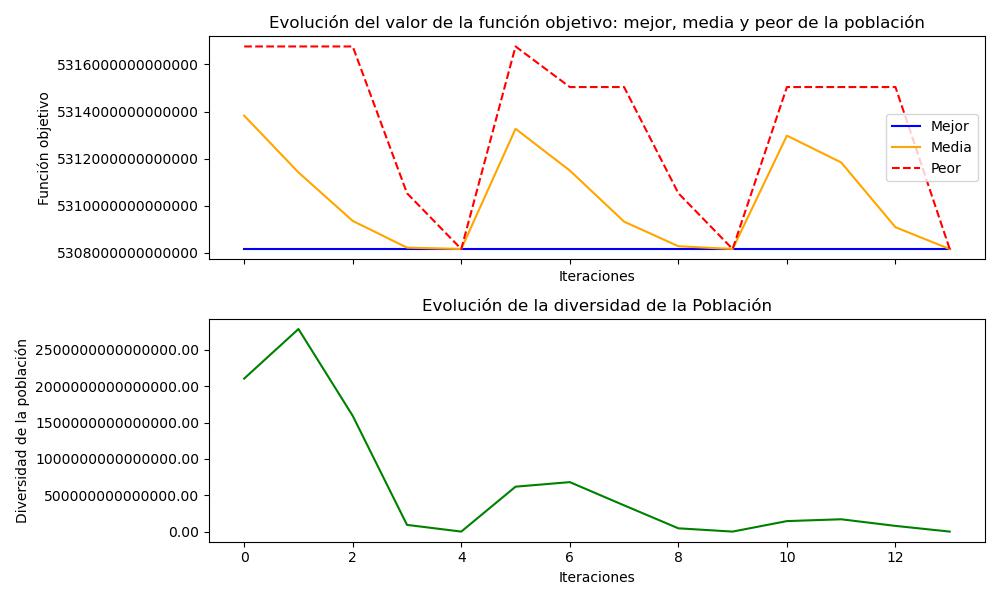 Evolución del valor de la función objetivo: mejor, media y peor de la población
Función objetivo
5316000000000000
5314000000000000
5312000000000000
5310000000000000
5308000000000000
Mejor
Media
Peor
Iteraciones
Evolución de la diversidad de la Población
Diversidad de la población
2500000000000000.00
2000000000000000.00
1500000000000000.00
1000000000000000.00
500000000000000.00
0.00
0 2 4 6 8 10 12
Iteraciones